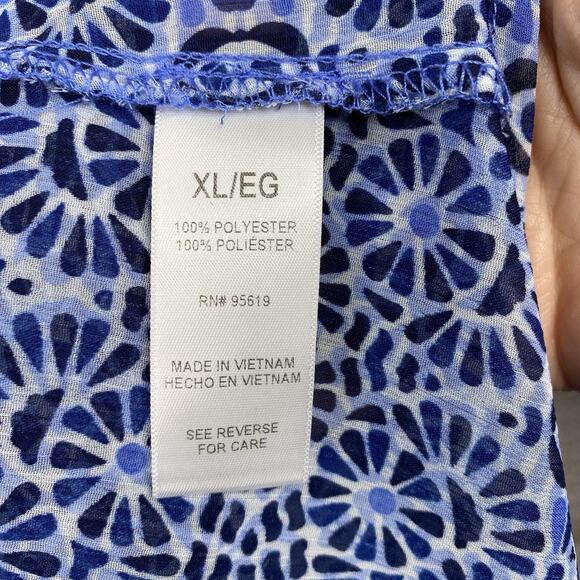 XL/EG
100% POLYESTER
100% POLIÉSTER
RN# 95619
MADE IN VIETNAM
HECHO EN VIETNAM
SEE REVERSE
FOR CARE